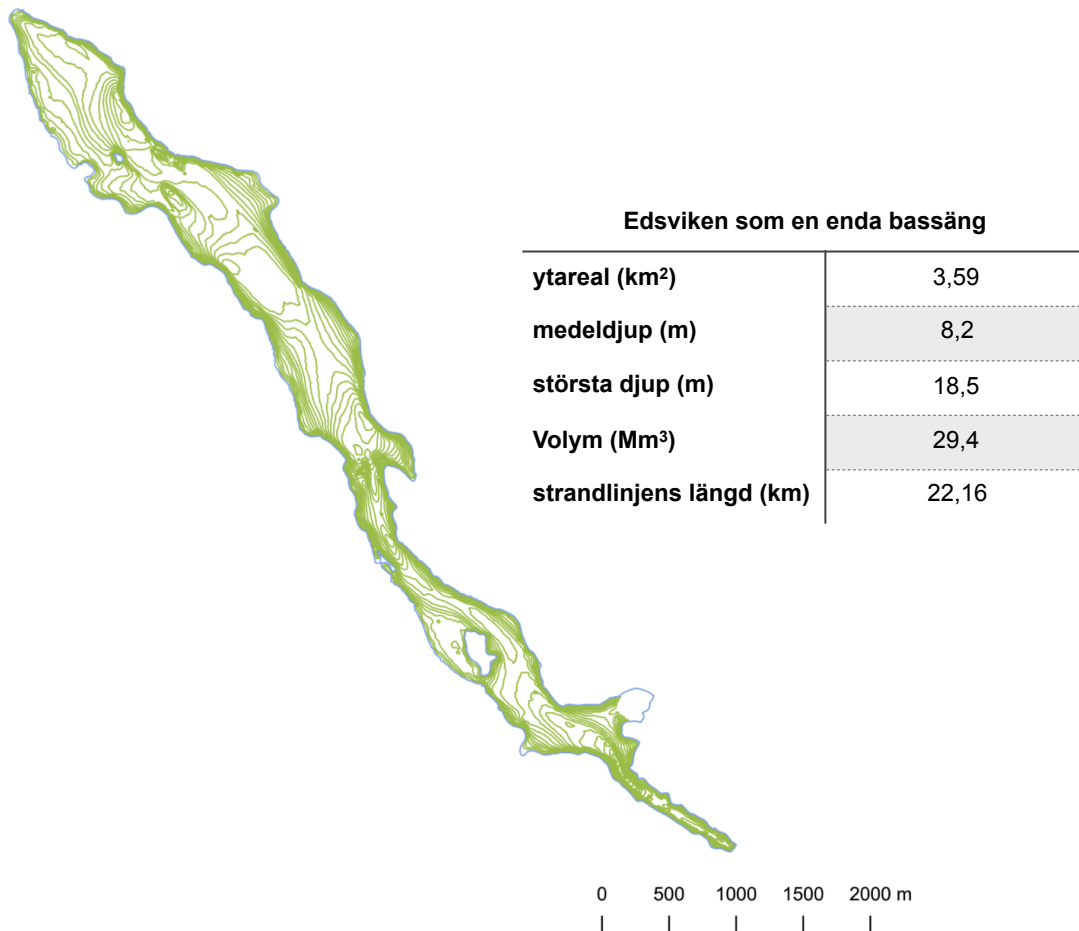 Edsviken som en enda bassäng
ytareal (km²) 3,59
medeldjup (m) 8,2
största djup (m) 18,5
Volym (Mm³) 29,4
strandlinjens längd (km) 22,16
0 500 1000 1500 2000 m